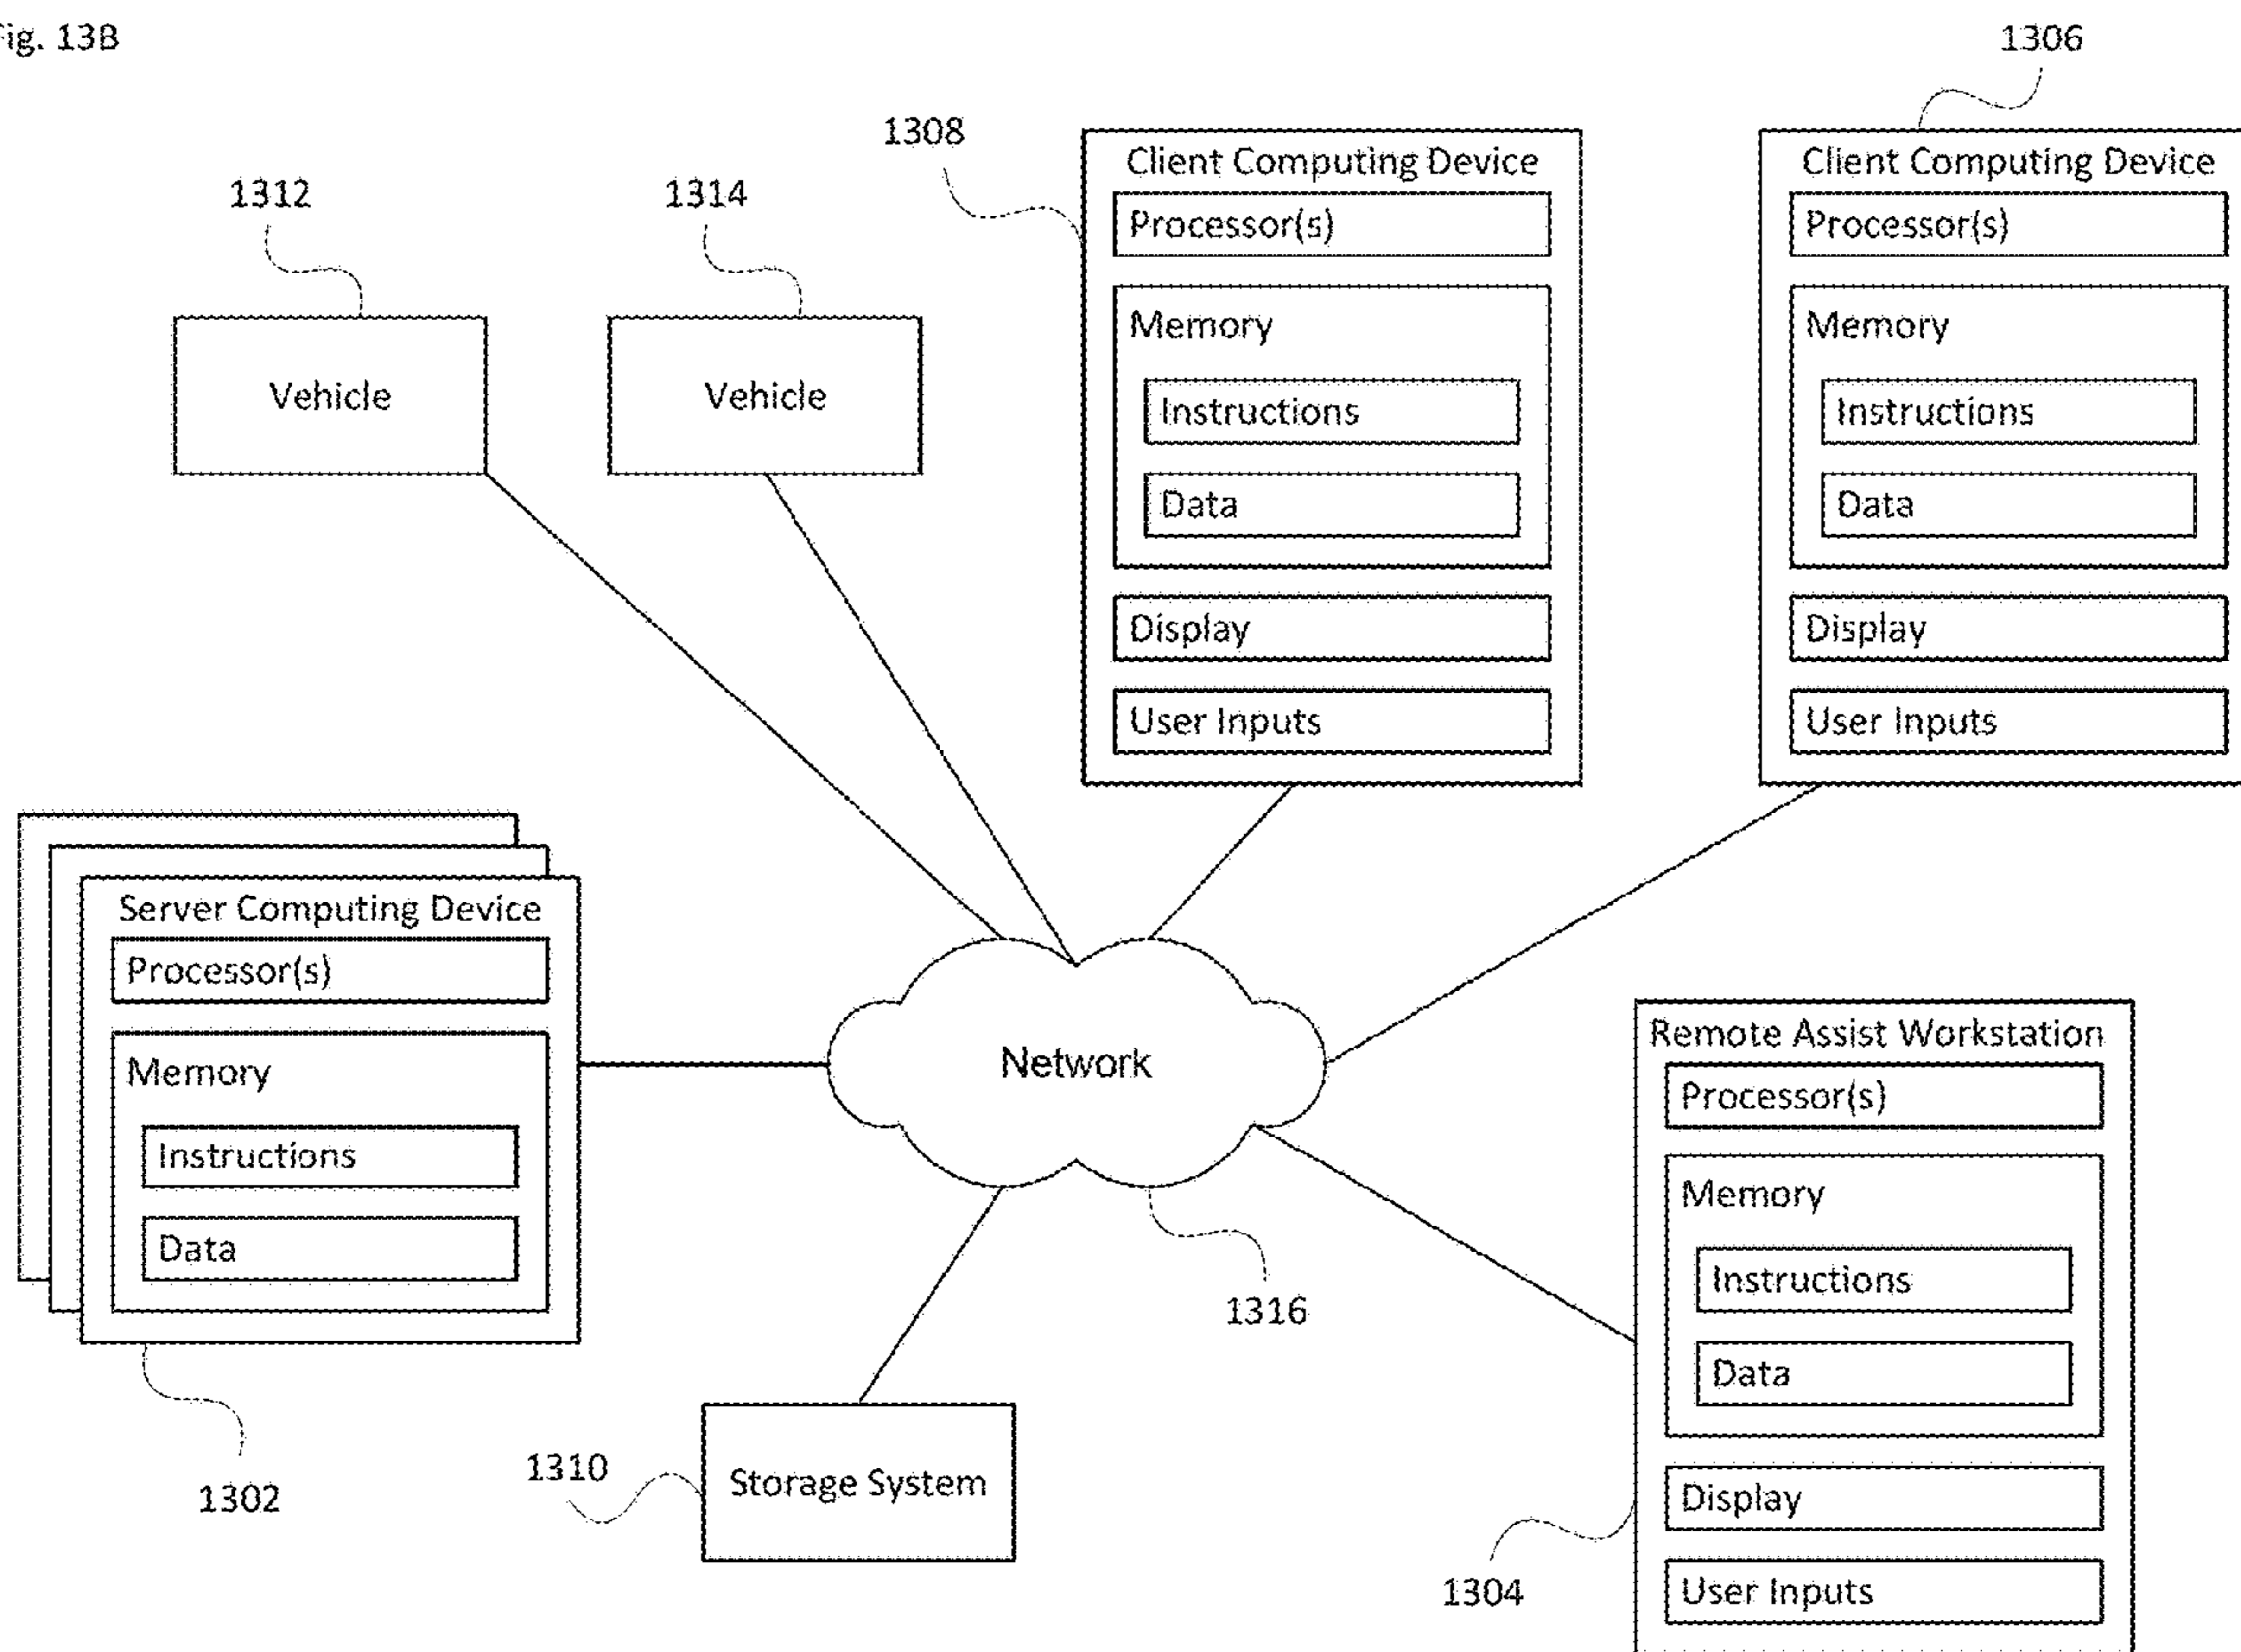 ig. 13B
1306
1308
1312
1314
Client Computing Device
Processor(s)
Memory
Instructions
Data
Display
User Inputs
Client Computing Device
Processor(s)
Memory
Instructions
Data
Display
User Inputs
Vehicle
Vehicle
Server Computing Device
Processor(s)
Memory
Instructions
Data
1302
Network
1316
Storage System
1310
Remote Assist Workstation
Processor(s)
Memory
Instructions
Data
Display
User Inputs
1304